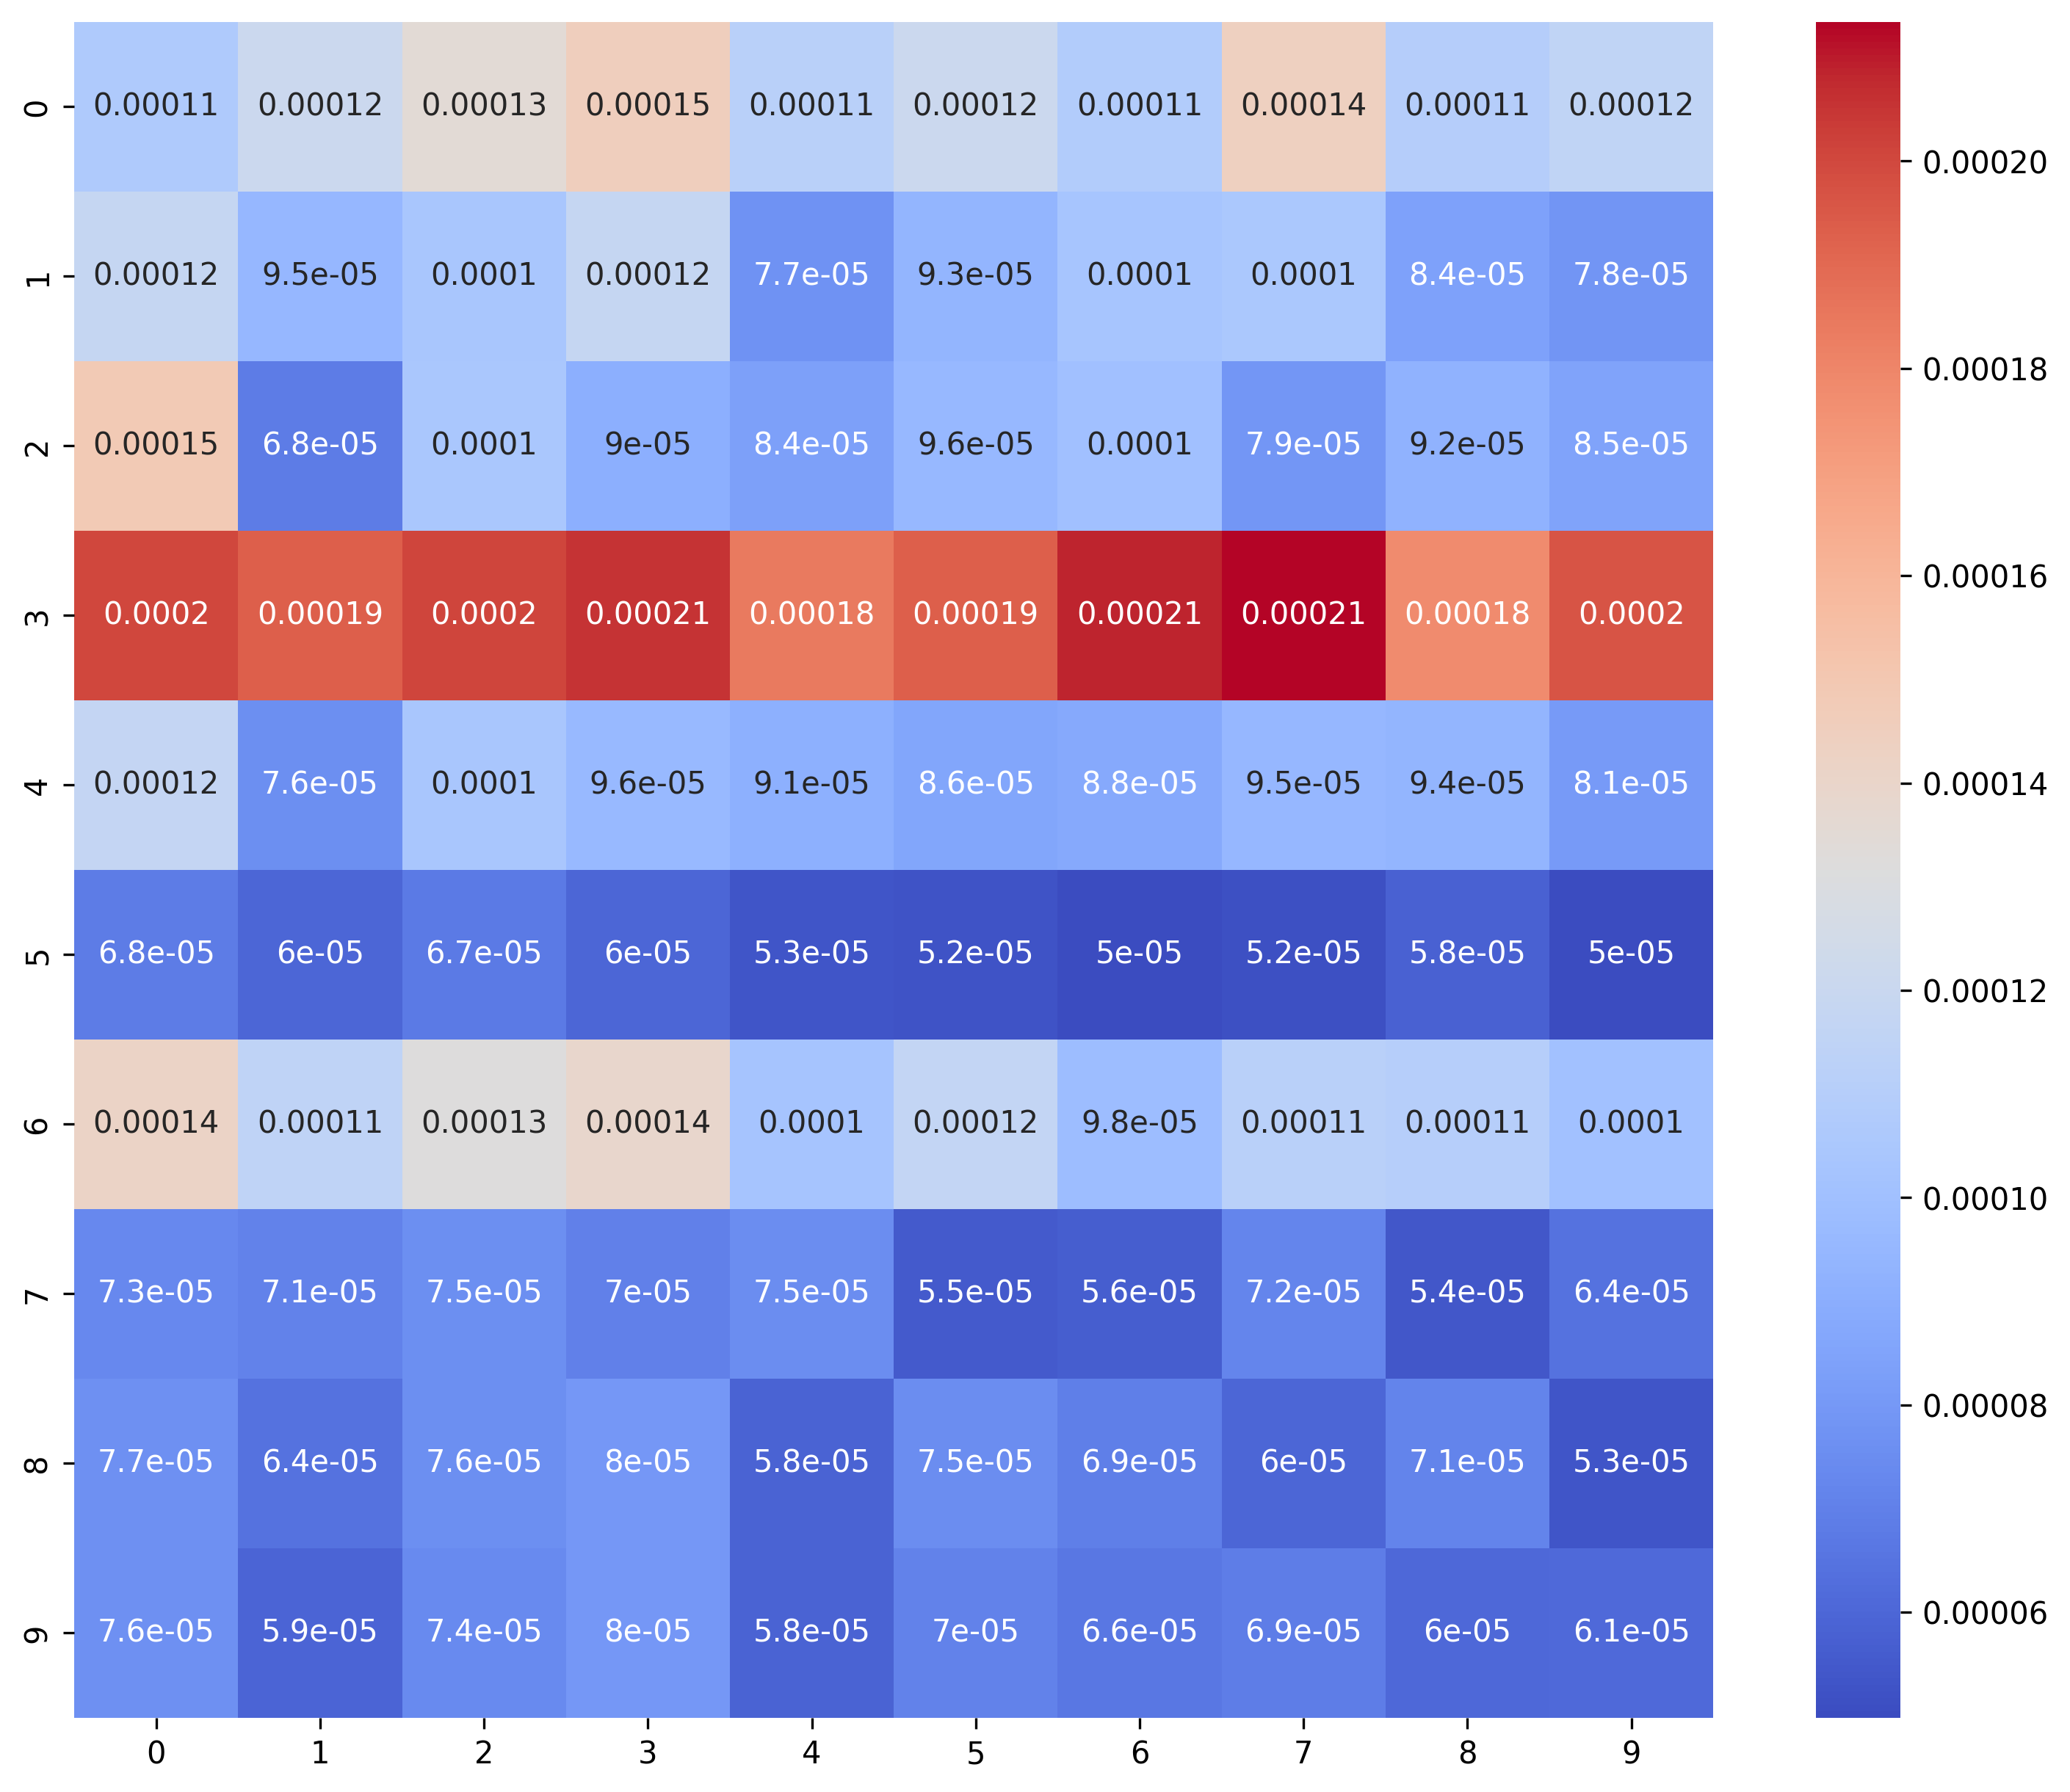 0 0.00011 0.00012 0.00013 0.00015 0.00011 0.00012 0.00011 0.00014 0.00011 0.00012
1 0.00012 9.5e-05 0.0001 0.00012 7.7e-05 9.3e-05 0.0001 0.0001 8.4e-05 7.8e-05
2 0.00015 6.8e-05 0.0001 9e-05 8.4e-05 9.6e-05 0.0001 7.9e-05 9.2e-05 8.5e-05
3 0.0002 0.00019 0.0002 0.00021 0.00018 0.00019 0.00021 0.00021 0.00018 0.0002
4 0.00012 7.6e-05 0.0001 9.6e-05 9.1e-05 8.6e-05 8.8e-05 9.5e-05 9.4e-05 8.1e-05
5 6.8e-05 6e-05 6.7e-05 6e-05 5.3e-05 5.2e-05 5e-05 5.2e-05 5.8e-05 5e-05
6 0.00014 0.00011 0.00013 0.00014 0.0001 0.00012 9.8e-05 0.00011 0.00011 0.0001
7 7.3e-05 7.1e-05 7.5e-05 7e-05 7.5e-05 5.5e-05 5.6e-05 7.2e-05 5.4e-05 6.4e-05
8 7.7e-05 6.4e-05 7.6e-05 8e-05 5.8e-05 7.5e-05 6.9e-05 6e-05 7.1e-05 5.3e-05
9 7.6e-05 5.9e-05 7.4e-05 8e-05 5.8e-05 7e-05 6.6e-05 6.9e-05 6e-05 6.1e-05
0 1 2 3 4 5 6 7 8 9
0.00020
0.00018
0.00016
0.00014
0.00012
0.00010
0.00008
0.00006